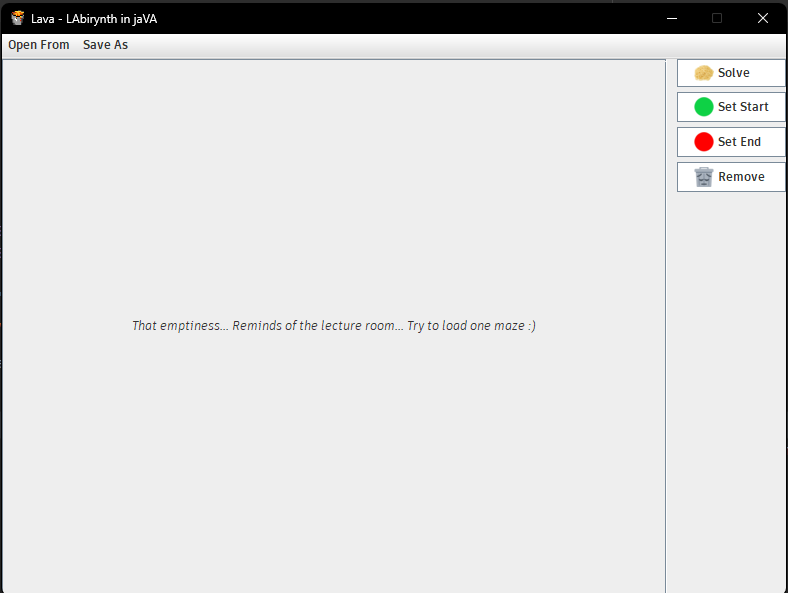 Lava - LAbirynth in jaVA
Open From Save As
Solve
Set Start
Set End
Remove
That emptiness... Reminds of the lecture room... Try to load one maze :)